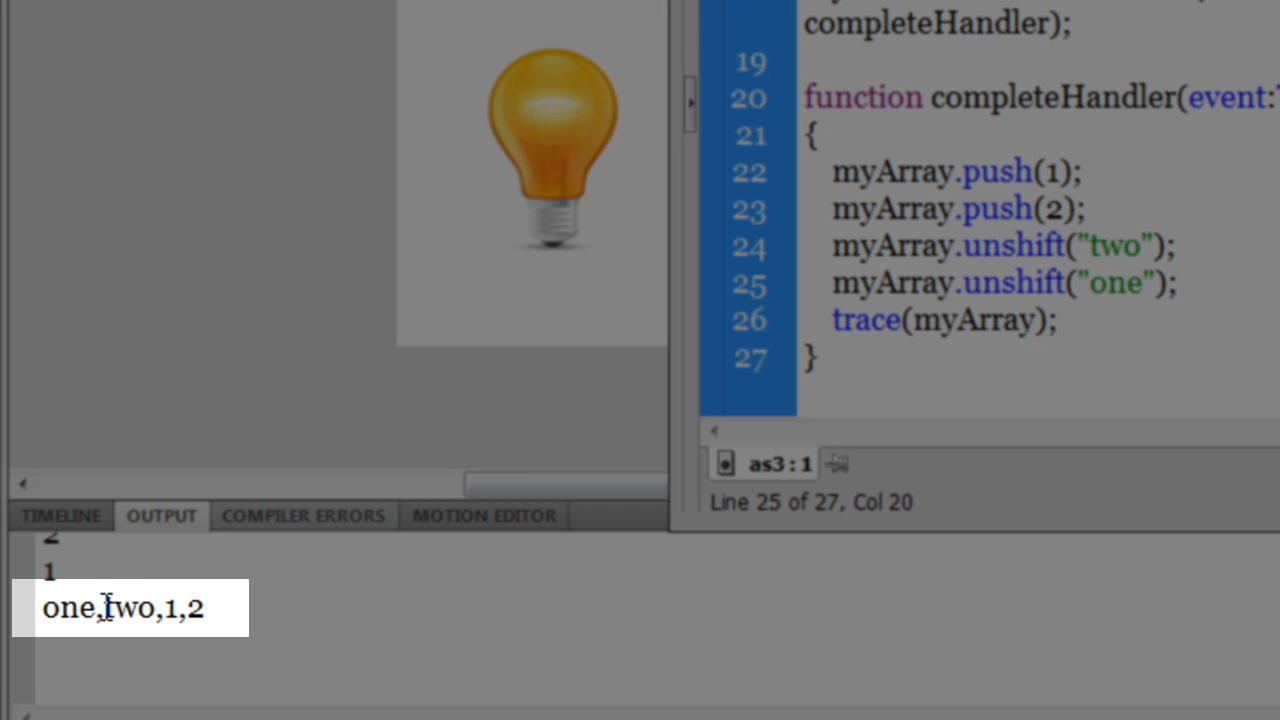 completeHandler);
19
20 function completeHandler(event:
21 {
22 myArray.push(1);
23 myArray.push(2);
24 myArray.unshift("two");
25 myArray.unshift("one");
26 trace(myArray);
27 }
as3:1
Line 25 of 27, Col 20
TIMELINE OUTPUT COMPILER ERRORS MOTION EDITOR
2
1
one,two,1,2